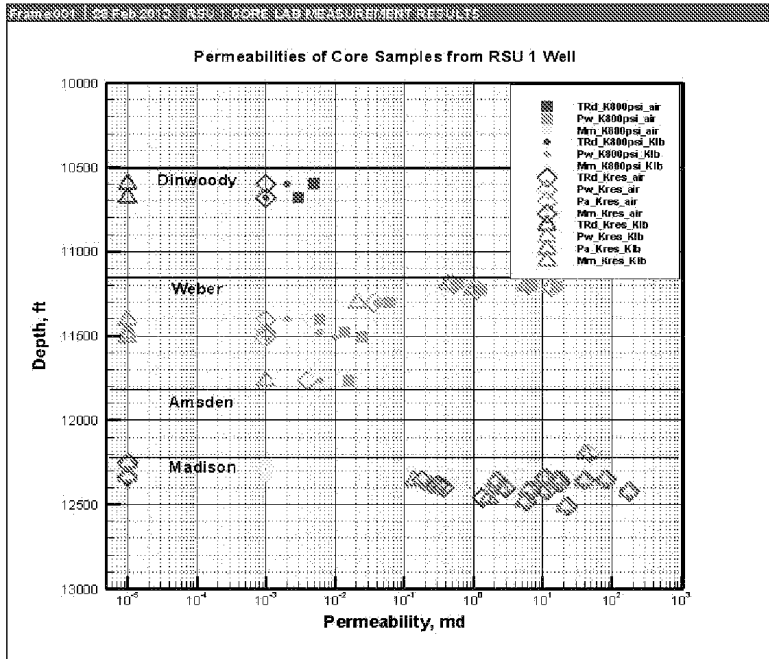 Frame 001 | 28 Feb 2013 | RSU 1 CORE LAB MEASUREMENT RESULTS
Permeabilities of Core Samples from RSU 1 Well
10000
10500
11000
11500
12000
12500
13000
Depth, ft
Dinwoody
Weber
Amsden
Madison
TRd_K800psi_air
Pw_K800psi_air
Mm_K800psi_air
TRd_K800psi_Klb
Pw_K800psi_Klb
Mm_K800psi_Klb
TRd_Kres_air
Pw_Kres_air
Pa_Kres_air
Mm_Kres_air
TRd_Kres_Klb
Pw_Kres_Klb
Pa_Kres_Klb
Mm_Kres_Klb
10⁻⁵ 10⁻⁴ 10⁻³ 10⁻² 10⁻¹ 10⁰ 10¹ 10² 10³
Permeability, md